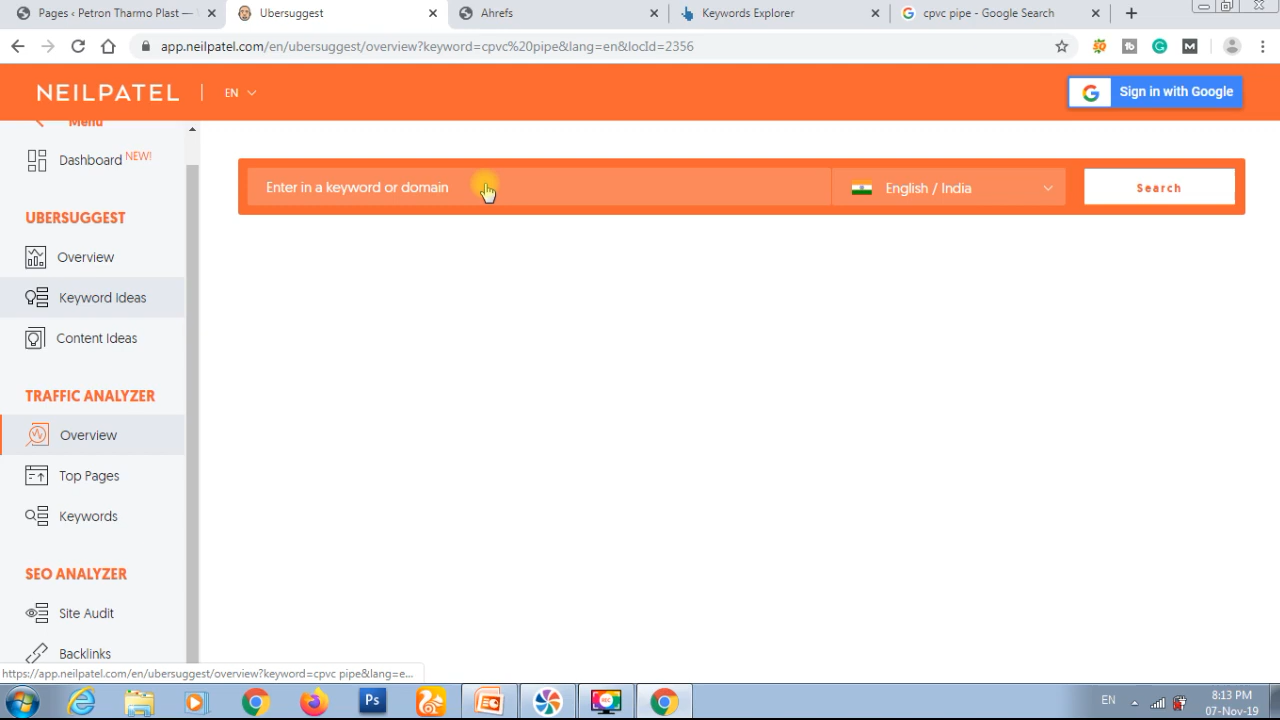 Pages ‹ Petron Tharmo Plast —
Ubersuggest
Ahrefs
Keywords Explorer
cpvc pipe - Google Search
app.neilpatel.com/en/ubersuggest/overview?keyword=cpvc%20pipe&lang=en&locId=2356
NEILPATEL
EN
Sign in with Google
Menu
Dashboard NEW!
Enter in a keyword or domain
English / India
Search
UBERSUGGEST
Overview
Keyword Ideas
Content Ideas
TRAFFIC ANALYZER
Overview
Top Pages
Keywords
SEO ANALYZER
Site Audit
Backlinks
https://app.neilpatel.com/en/ubersuggest/overview?keyword=cpvc pipe&lang=e...
Ps
EN
8:13 PM
07-Nov-19